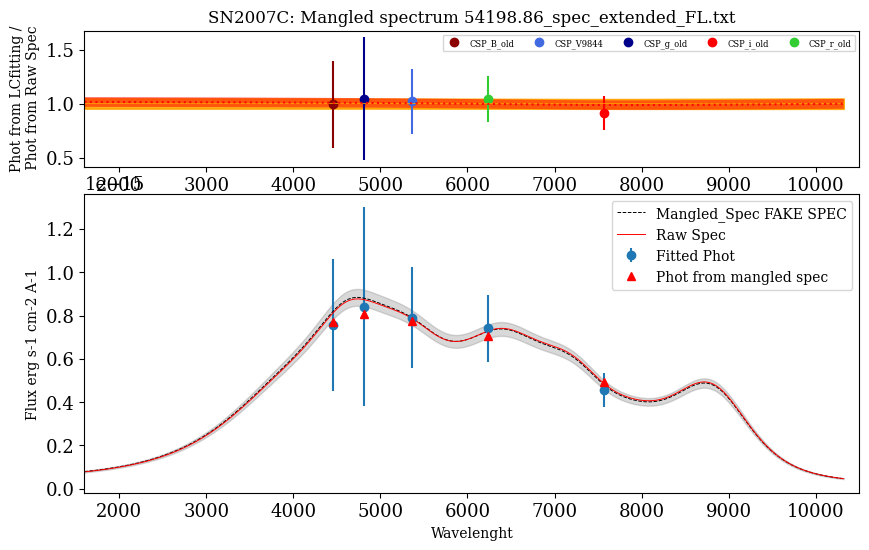 SN2007C: Mangled spectrum 54198.86_spec_extended_FL.txt
Phot from LCfitting /
Phot from Raw Spec
1.5
1.0
0.5
CSP_B_old CSP_V9844 CSP_g_old CSP_i_old CSP_r_old
2000 3000 4000 5000 6000 7000 8000 9000 10000
1e−15
Flux erg s-1 cm-2 A-1
1.2
1.0
0.8
0.6
0.4
0.2
0.0
Mangled_Spec FAKE SPEC
Raw Spec
Fitted Phot
Phot from mangled spec
2000 3000 4000 5000 6000 7000 8000 9000 10000
Wavelenght